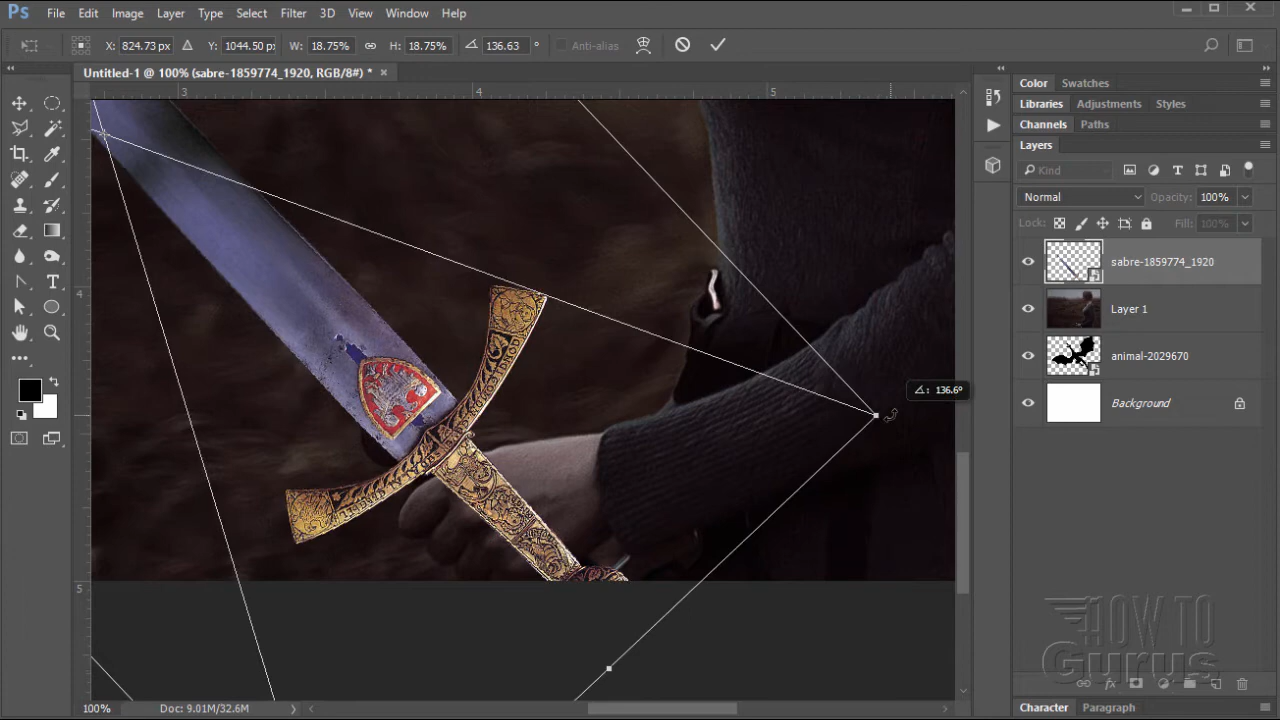 Ps File Edit Image Layer Type Select Filter 3D View Window Help
X: 824.73 px Δ Y: 1044.50 px W: 18.75% H: 18.75% 136.63 ° Anti-alias
Untitled-1 @ 100% (sabre-1859774_1920, RGB/8#) * ×
3 4 5
4
5
136.6°
Color Swatches
Libraries Adjustments Styles
Channels Paths
Layers
Kind
Normal Opacity: 100%
Lock: Fill: 100%
sabre-1859774_1920
Layer 1
animal-2029670
Background
HOW TO
Gurus
fx
100% Doc: 9.01M/32.6M
Character Paragraph